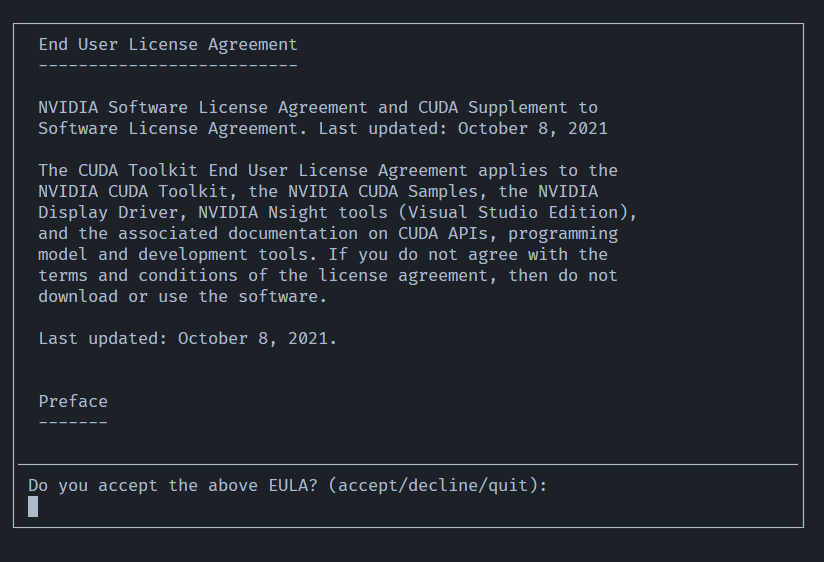 End User License Agreement
--------------------------
NVIDIA Software License Agreement and CUDA Supplement to
Software License Agreement. Last updated: October 8, 2021
The CUDA Toolkit End User License Agreement applies to the
NVIDIA CUDA Toolkit, the NVIDIA CUDA Samples, the NVIDIA
Display Driver, NVIDIA Nsight tools (Visual Studio Edition),
and the associated documentation on CUDA APIs, programming
model and development tools. If you do not agree with the
terms and conditions of the license agreement, then do not
download or use the software.
Last updated: October 8, 2021.
Preface
-------
Do you accept the above EULA? (accept/decline/quit):